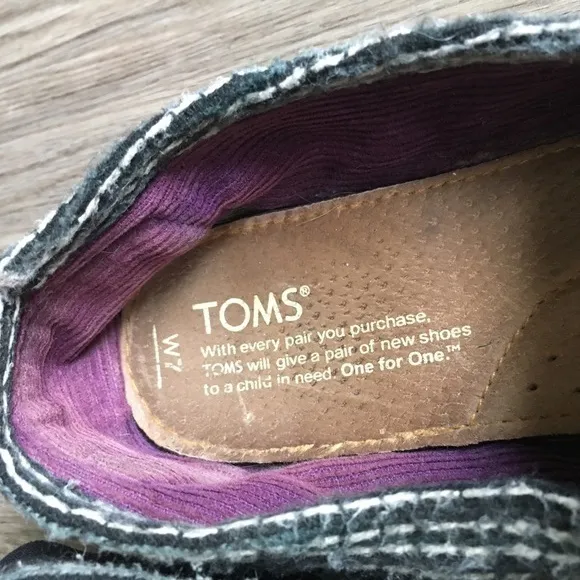 TOMS®
With every pair you purchase,
TOMS will give a pair of new shoes
to a child in need. One for One.™
W7